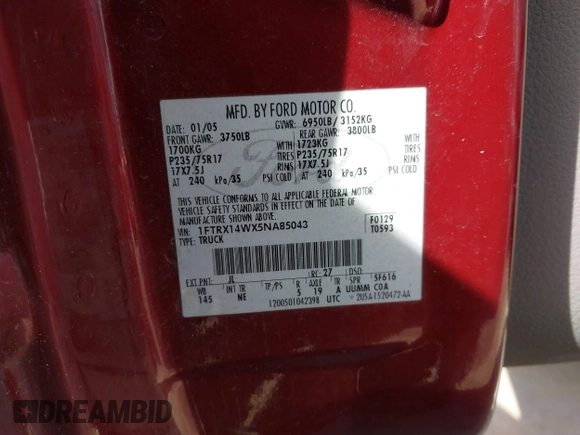 MFD. BY FORD MOTOR CO.
DATE: 01/05 GVWR: 6950LB/ 3152KG
FRONT GAWR: 3750LB REAR GAWR: 3800LB
1700KG WITH 1723KG WITH
P235/75R17 TIRES P235/75R17 TIRES
17X7.5J RIMS 17X7.5J RIMS
AT 240 kPa/35 PSI COLD AT 240 kPa/35 PSI COLD
Ford
THIS VEHICLE CONFORMS TO ALL APPLICABLE FEDERAL MOTOR
VEHICLE SAFETY STANDARDS IN EFFECT ON THE DATE OF
MANUFACTURE SHOWN ABOVE.
VIN: 1FTRX14WX5NA85043 F0129
TYPE: TRUCK T0593
EXT PNT: JL RC: 27 DSO:
WB INT TR TP/PS R AXLE TR SPR 5F616
145 NE 5 19 A UUMM COA
1200501042398 UTC 2U5A-1520472-AA
DREAMBID